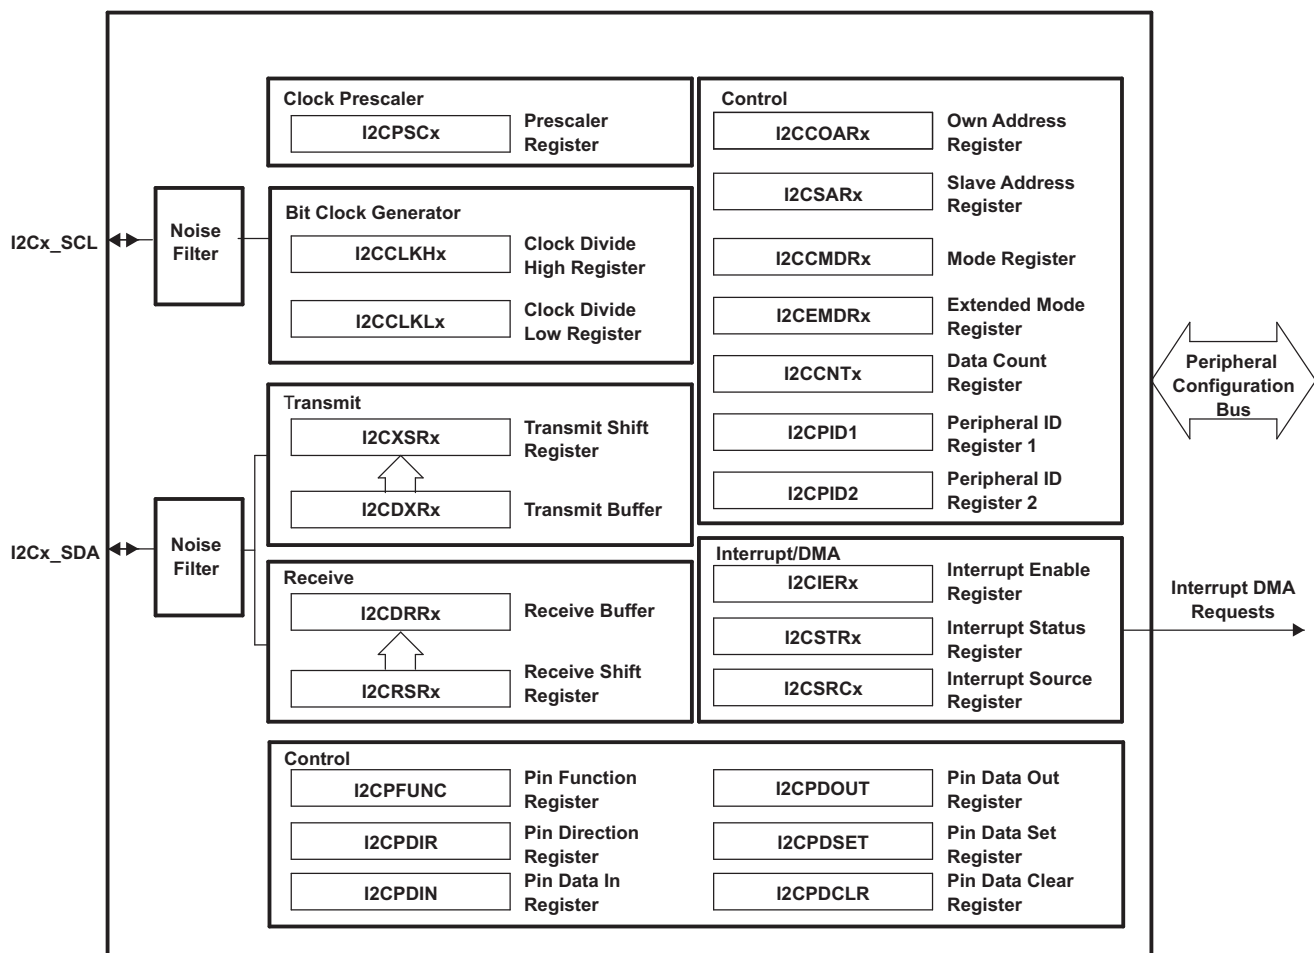 Clock Prescaler
I2CPSCx
Prescaler
Register
I2Cx_SCL
Noise
Filter
Bit Clock Generator
I2CCLKHx
Clock Divide
High Register
I2CCLKLx
Clock Divide
Low Register
Transmit
I2CXSRx
Transmit Shift
Register
I2CDXRx
Transmit Buffer
I2Cx_SDA
Noise
Filter
Receive
I2CDRRx
Receive Buffer
I2CRSRx
Receive Shift
Register
Control
I2CCOARx
Own Address
Register
I2CSARx
Slave Address
Register
I2CCMDRx
Mode Register
I2CEMDRx
Extended Mode
Register
I2CCNTx
Data Count
Register
I2CPID1
Peripheral ID
Register 1
I2CPID2
Peripheral ID
Register 2
Peripheral
Configuration
Bus
Interrupt/DMA
I2CIERx
Interrupt Enable
Register
I2CSTRx
Interrupt Status
Register
I2CSRCx
Interrupt Source
Register
Interrupt DMA
Requests
Control
I2CPFUNC
Pin Function
Register
I2CPDIR
Pin Direction
Register
I2CPDIN
Pin Data In
Register
I2CPDOUT
Pin Data Out
Register
I2CPDSET
Pin Data Set
Register
I2CPDCLR
Pin Data Clear
Register